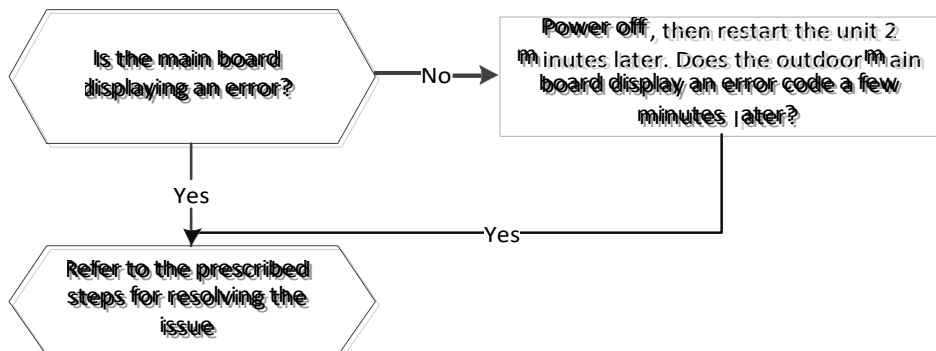 Is the main board
displaying an error?
No
Power off, then restart the unit 2
minutes later. Does the outdoor main
board display an error code a few
minutes later?
Yes
Yes
Refer to the prescribed
steps for resolving the
issue